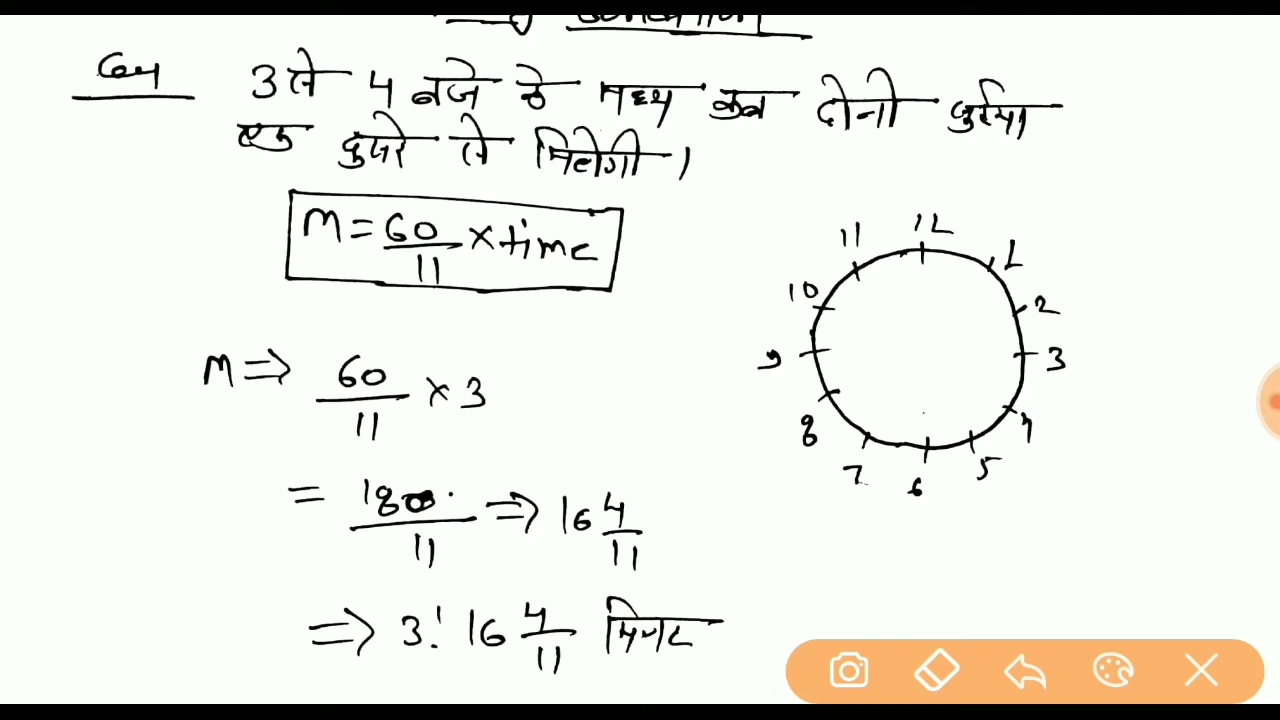 3 से 4 बजे के मध्य कब दोनो सुईया
एक दुसरे से मिलेगी ।
M = 60/11 × time
M ⇒ 60/11 × 3
= 180/11 ⇒ 16 4/11
⇒ 3: 16 4/11 मिनट
12
11 1
10 2
9 3
8 4
7 5
6